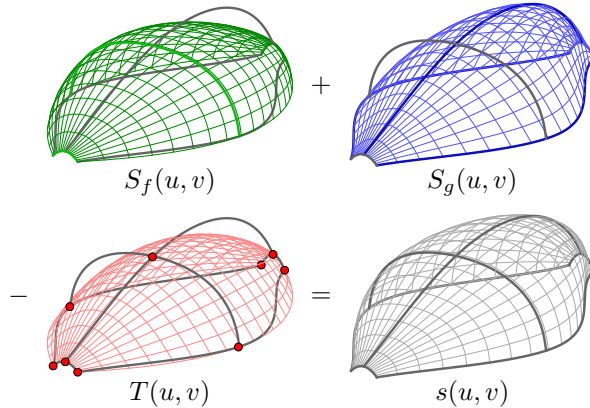 +
S_f(u, v) S_g(u, v)
− =
T(u, v) s(u, v)